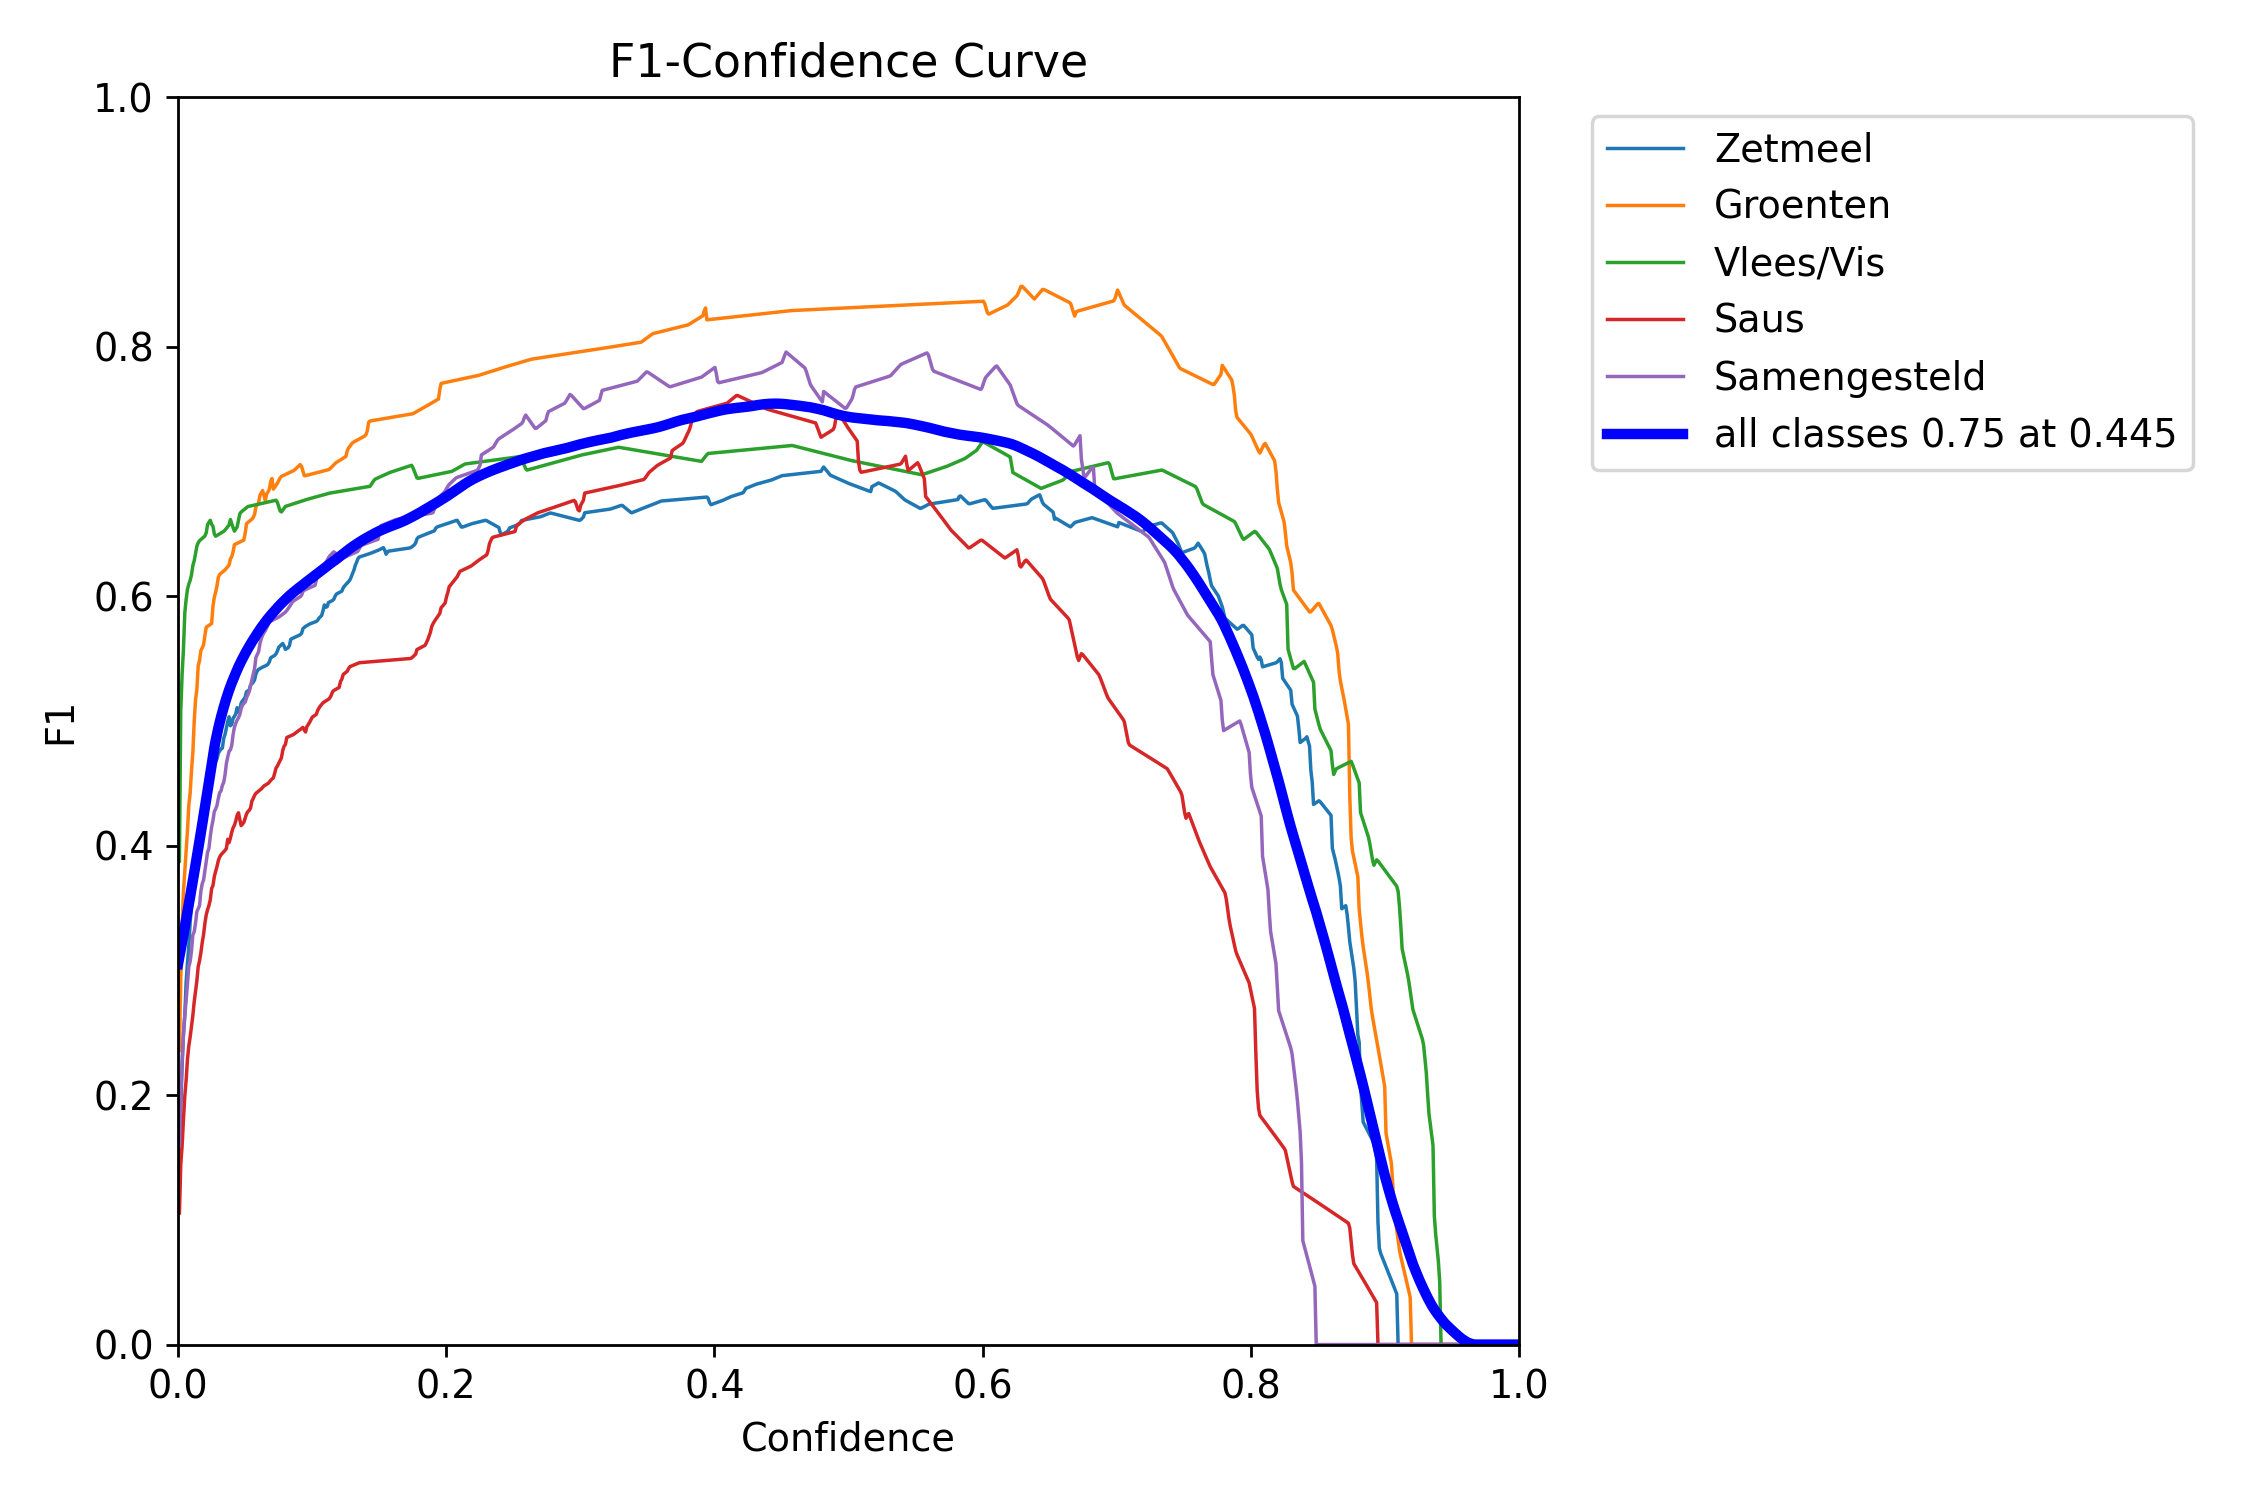 F1-Confidence Curve
1.0
0.8
0.6
0.4
0.2
0.0
F1
0.0 0.2 0.4 0.6 0.8 1.0
Confidence
Zetmeel
Groenten
Vlees/Vis
Saus
Samengesteld
all classes 0.75 at 0.445